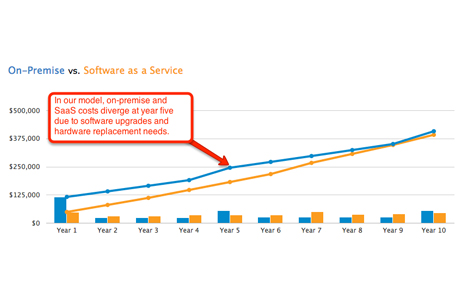 On-Premise vs. Software as a Service
In our model, on-premise and
SaaS costs diverge at year five
due to software upgrades and
hardware replacement needs.
$500,000
$375,000
$250,000
$125,000
$0
Year 1 Year 2 Year 3 Year 4 Year 5 Year 6 Year 7 Year 8 Year 9 Year 10